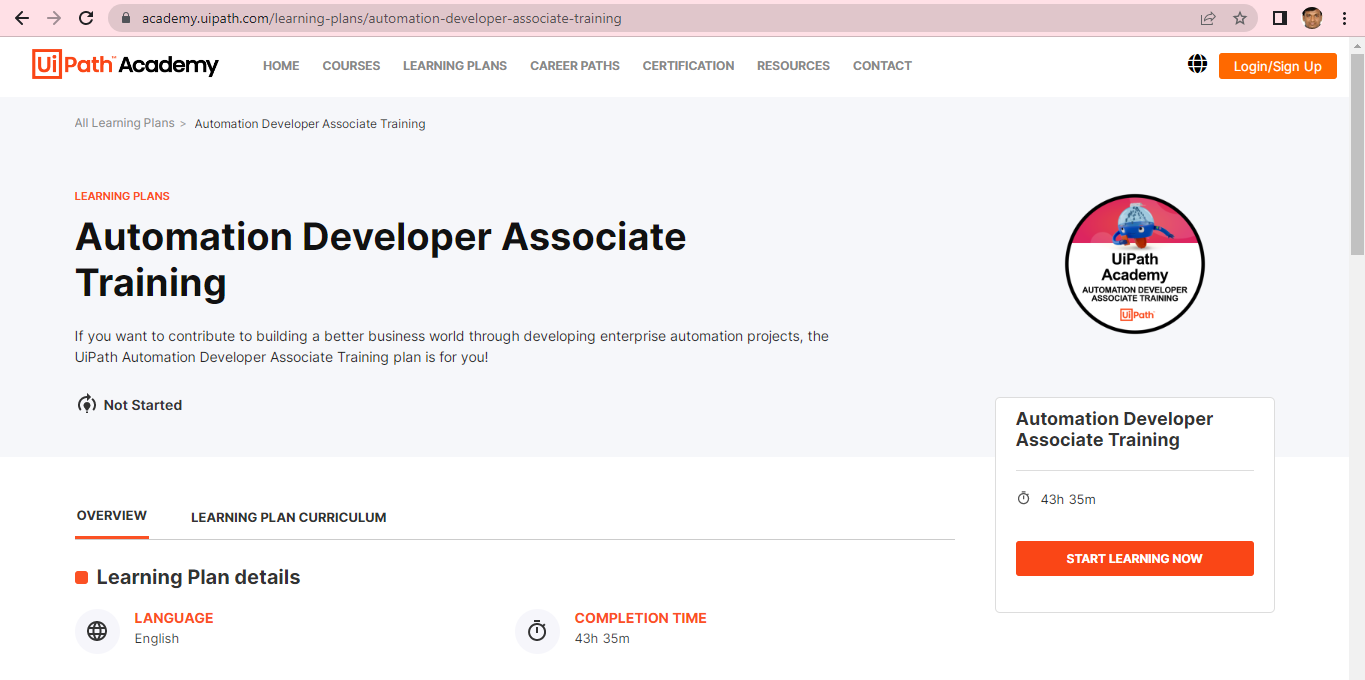 academy.uipath.com/learning-plans/automation-developer-associate-training
UiPath™ Academy
HOME COURSES LEARNING PLANS CAREER PATHS CERTIFICATION RESOURCES CONTACT
Login/Sign Up
All Learning Plans > Automation Developer Associate Training
LEARNING PLANS
Automation Developer Associate
Training
If you want to contribute to building a better business world through developing enterprise automation projects, the
UiPath Automation Developer Associate Training plan is for you!
Not Started
UiPath
Academy
AUTOMATION DEVELOPER
ASSOCIATE TRAINING
UiPath
Automation Developer
Associate Training
43h 35m
START LEARNING NOW
OVERVIEW LEARNING PLAN CURRICULUM
Learning Plan details
LANGUAGE
English
COMPLETION TIME
43h 35m